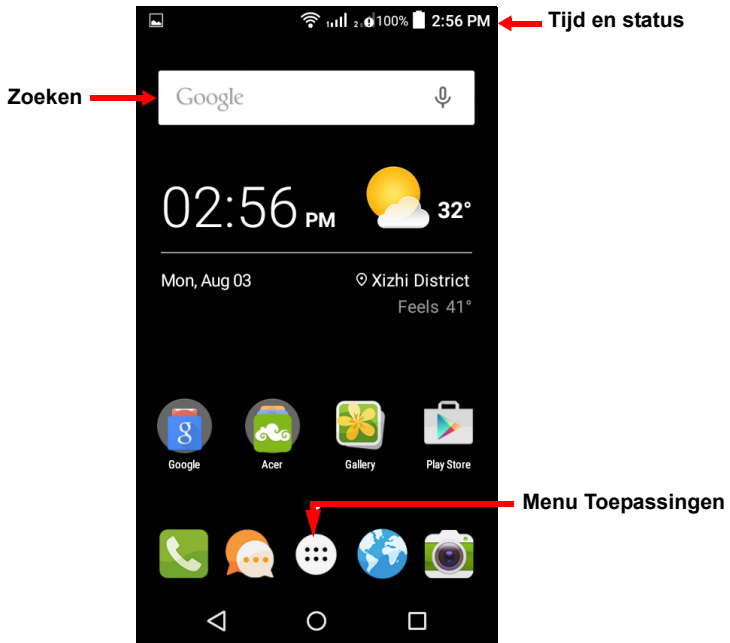 100% 2:56 PM
Tijd en status
Zoeken
Google
02:56 PM
32°
Mon, Aug 03
Xizhi District
Feels 41°
Google Acer Gallery Play Store
Menu Toepassingen